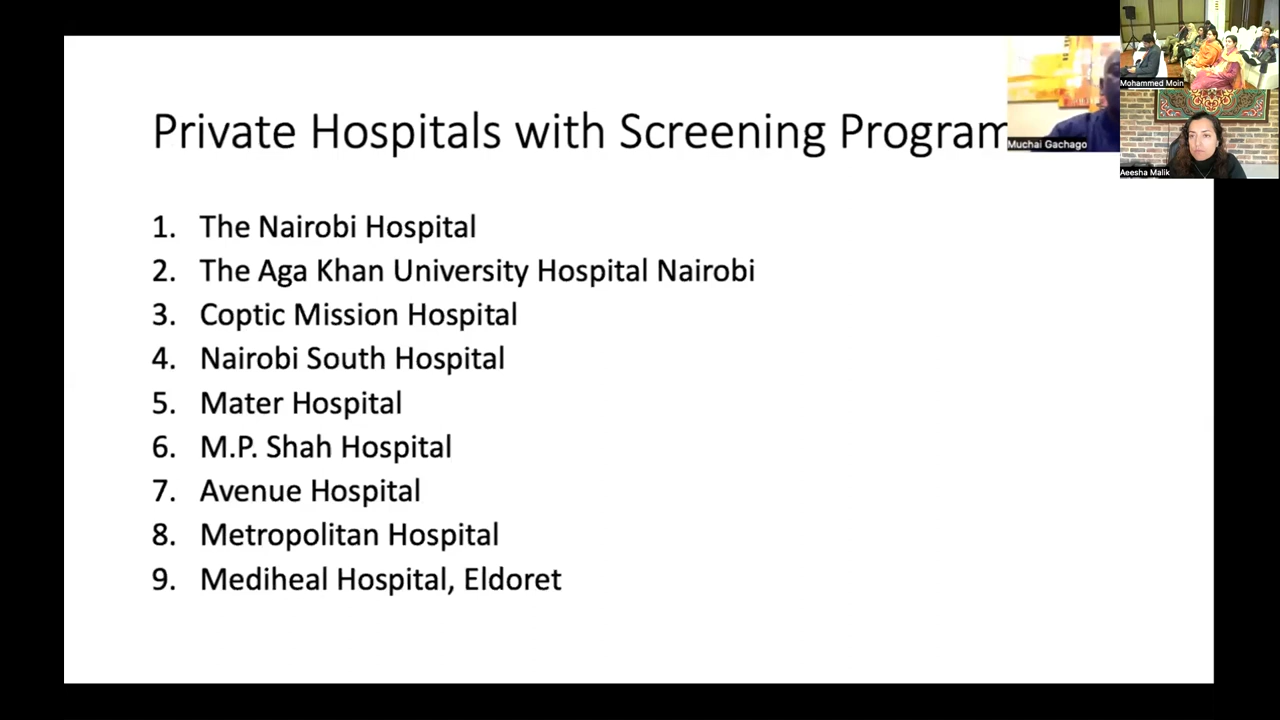 Private Hospitals with Screening Program
1. The Nairobi Hospital
2. The Aga Khan University Hospital Nairobi
3. Coptic Mission Hospital
4. Nairobi South Hospital
5. Mater Hospital
6. M.P. Shah Hospital
7. Avenue Hospital
8. Metropolitan Hospital
9. Mediheal Hospital, Eldoret
Muchai Gachago
Mohammed Moin
Aeesha Malik